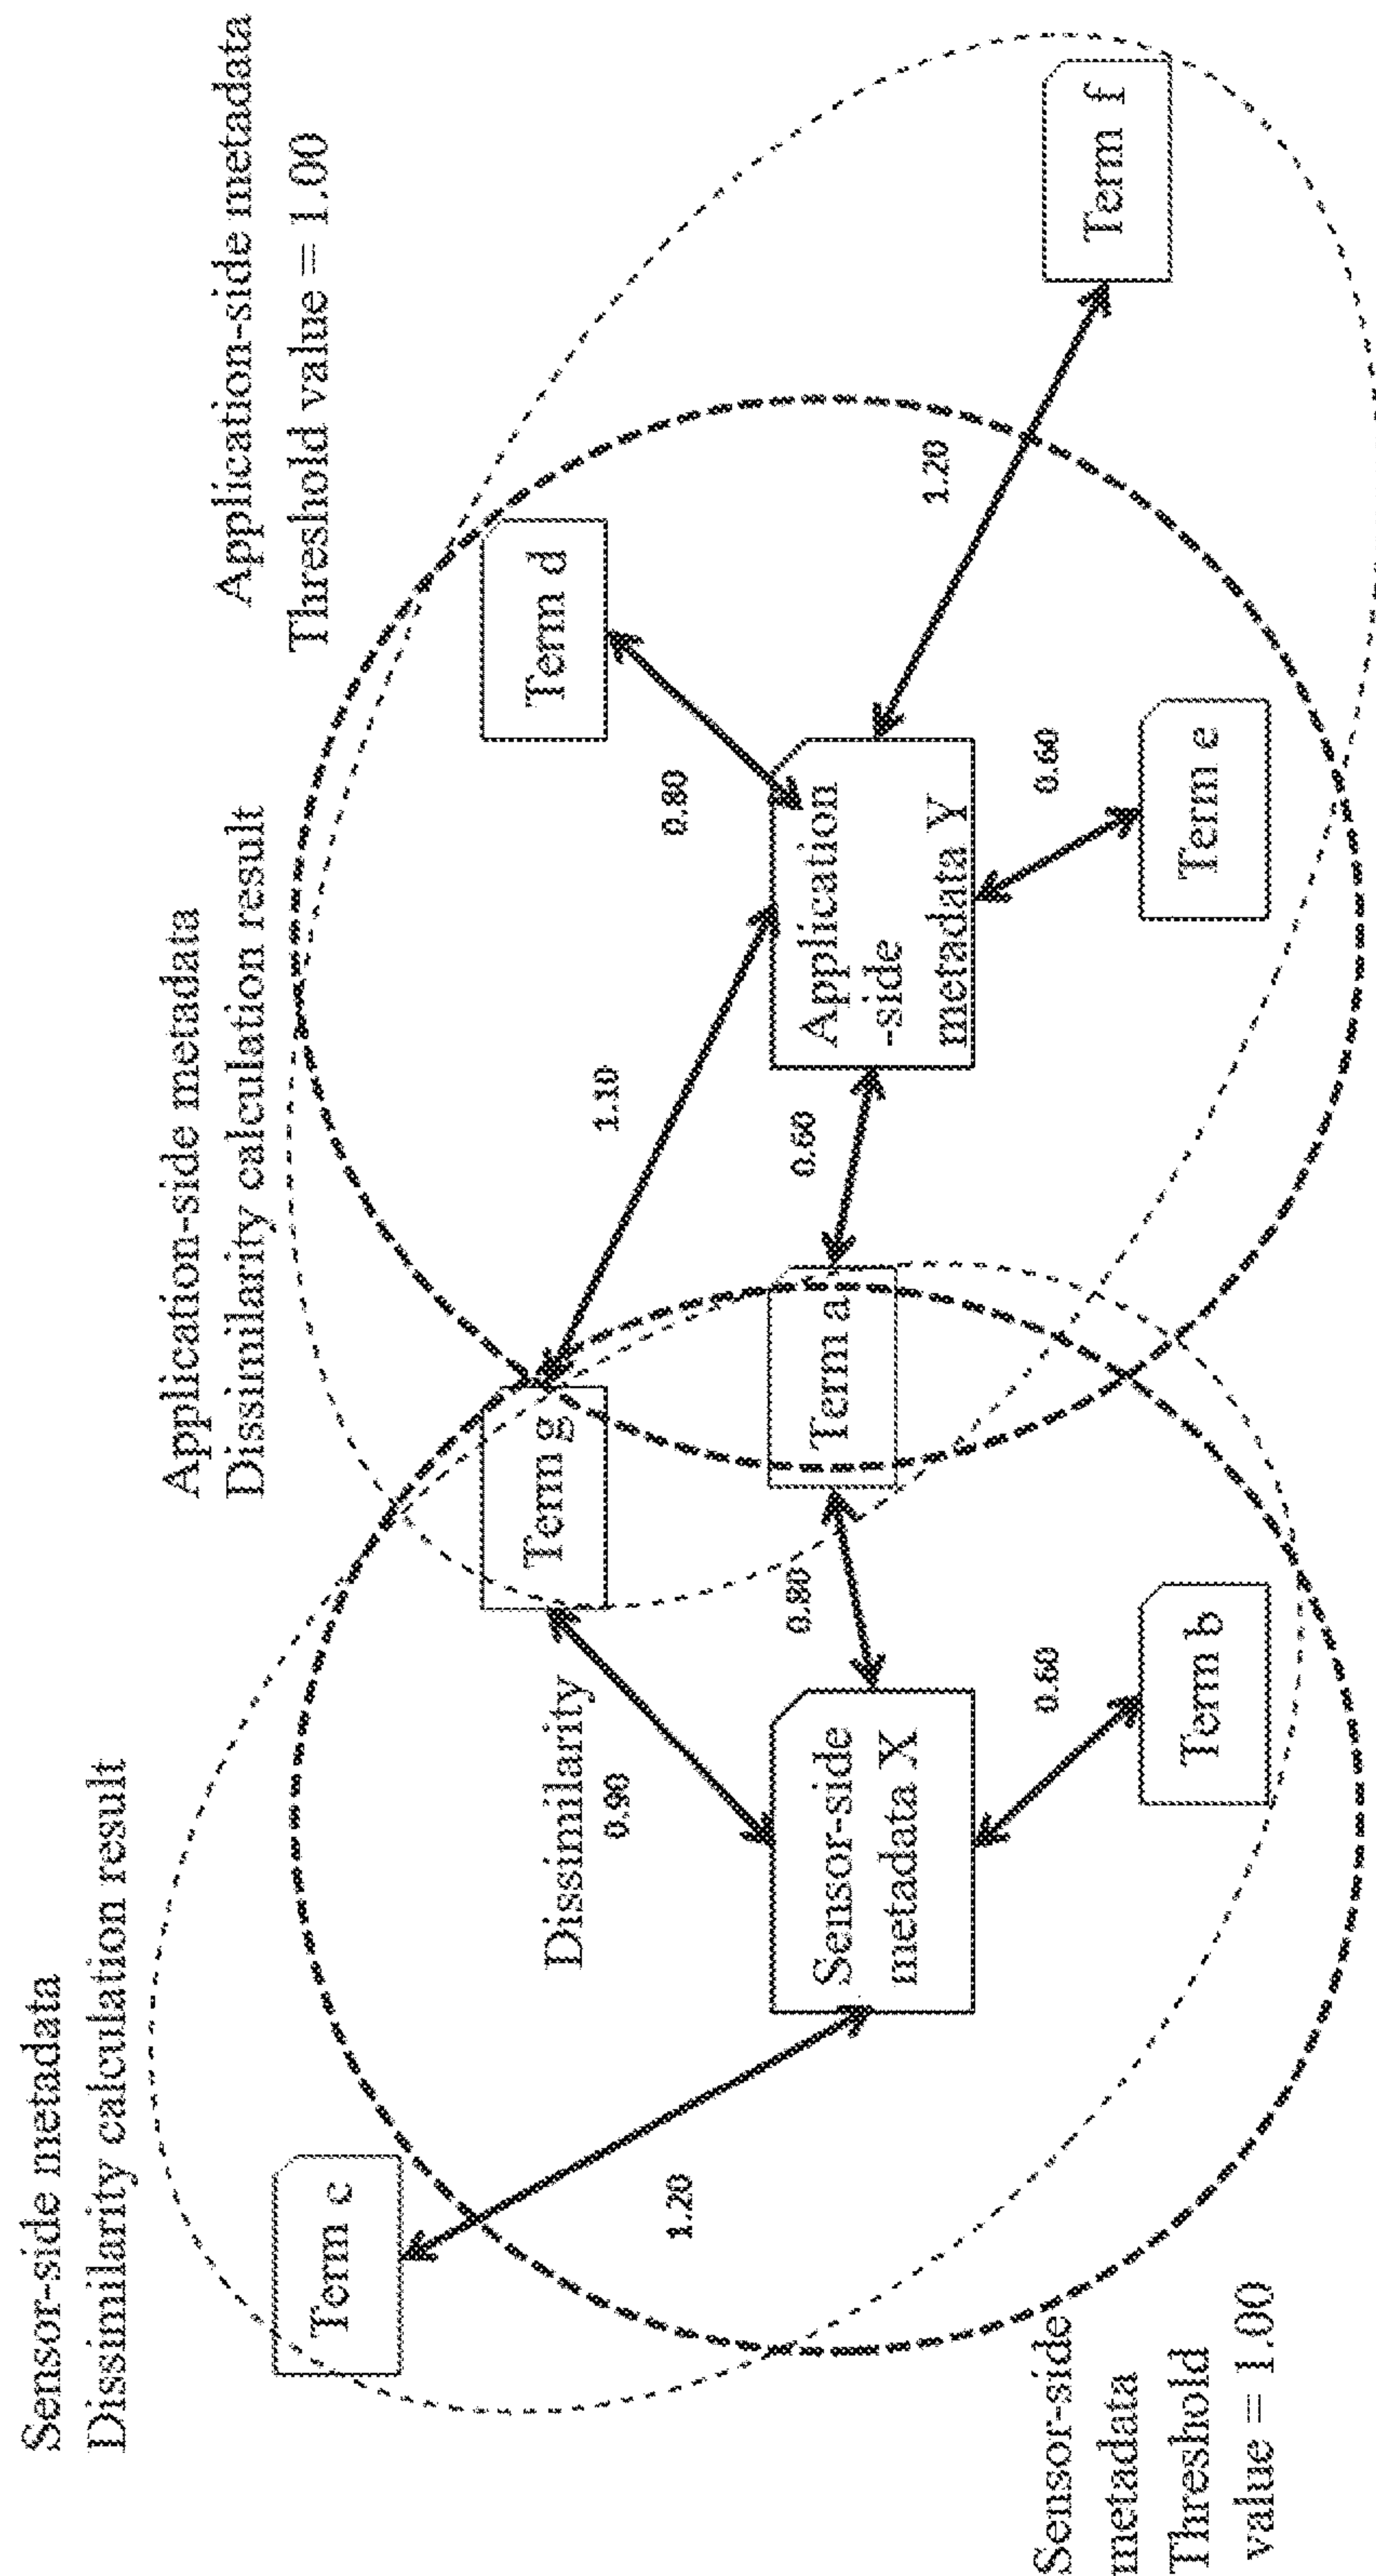 Sensor-side metadata
Dissimilarity calculation result
Application-side metadata
Dissimilarity calculation result
Application-side metadata
Threshold value = 1.00
Term c
Term g
Term d
Dissimilarity
0.90
1.10
0.80
1.20
Sensor-side
metadata X
0.80
Term a
0.60
Application
-side
metadata Y
1.20
Term f
0.60
Term b
0.60
Term e
Sensor-side
metadata
Threshold
value = 1.00